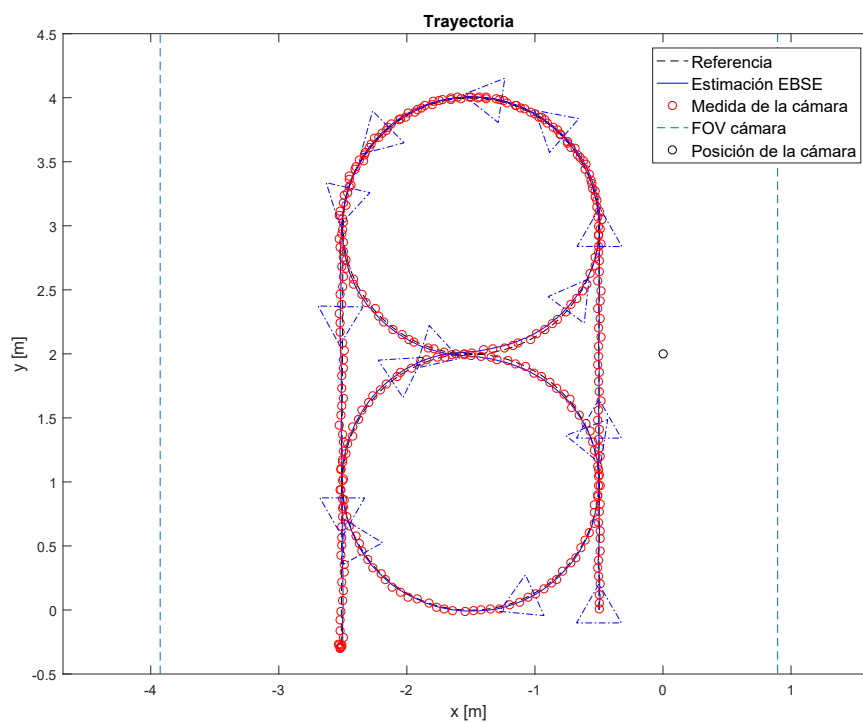 Trayectoria
4.5
4
3.5
3
2.5
2
1.5
1
0.5
0
-0.5
y [m]
Referencia
Estimación EBSE
Medida de la cámara
FOV cámara
Posición de la cámara
-4
-3
-2
-1
0
1
x [m]